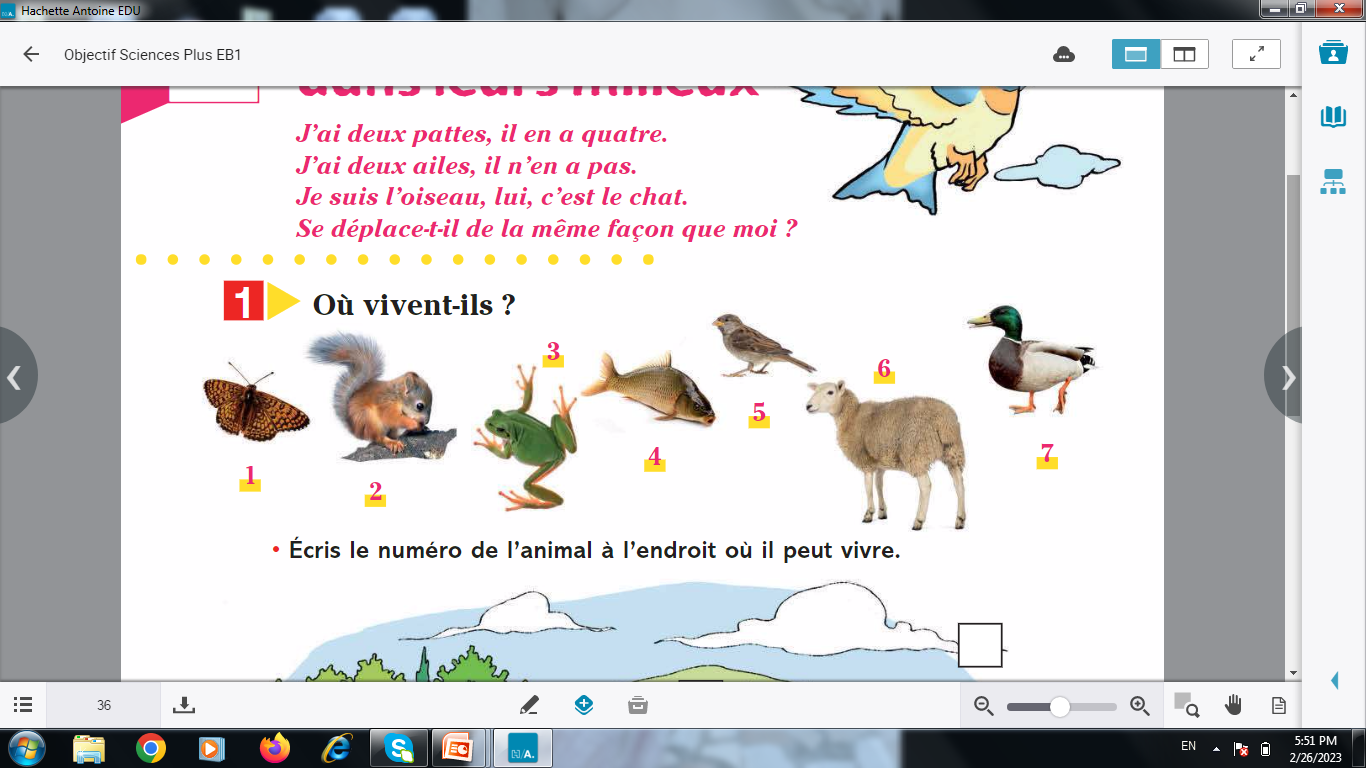 Hachette Antoine EDU
Objectif Sciences Plus EB1
dans leurs milieux
J'ai deux pattes, il en a quatre.
J'ai deux ailes, il n'en a pas.
Je suis l'oiseau, lui, c'est le chat.
Se déplace-t-il de la même façon que moi ?
1 Où vivent-ils ?
1
2
3
4
5
6
7
• Écris le numéro de l'animal à l'endroit où il peut vivre.
36
EN
5:51 PM
2/26/2023